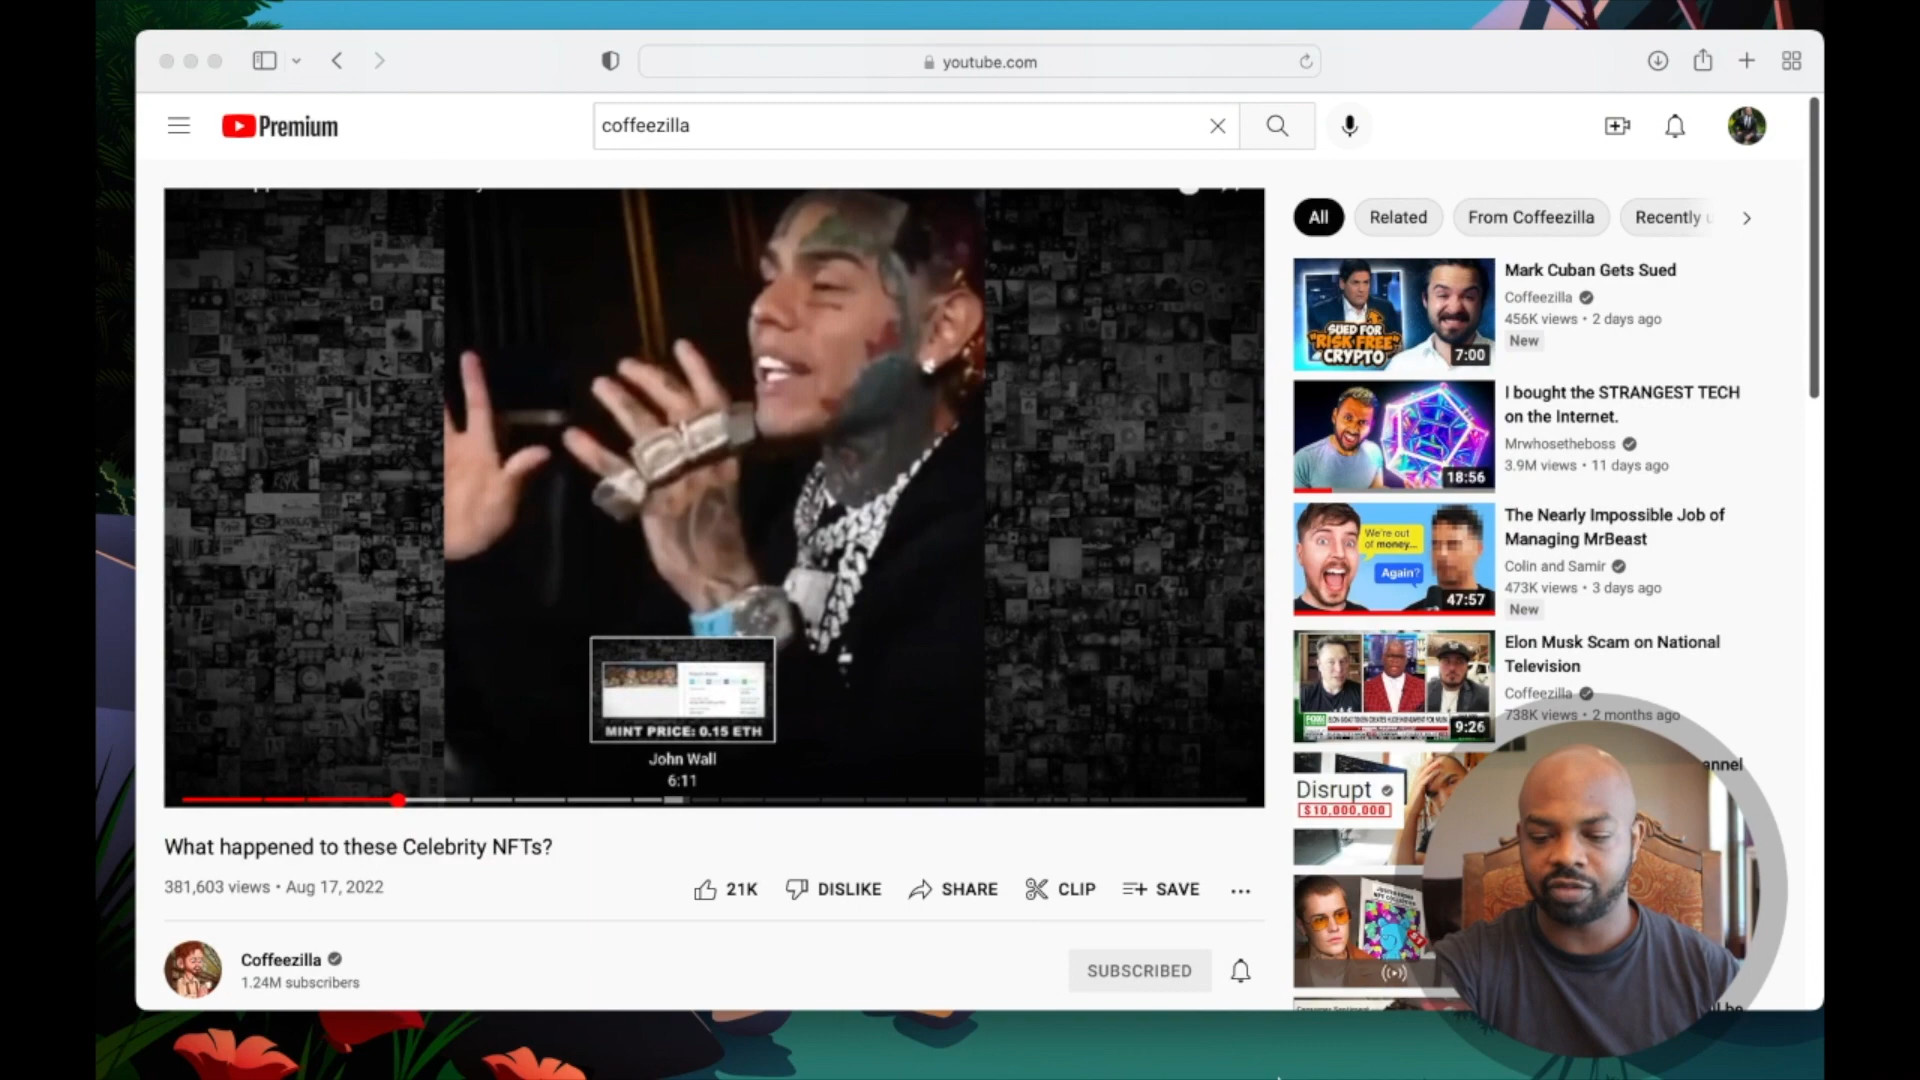 youtube.com
Premium
coffeezilla
All
Related
From Coffeezilla
Recently
Mark Cuban Gets Sued
Coffeezilla
456K views • 2 days ago
New
SUED FOR
"RISK FREE"
CRYPTO
7:00
I bought the STRANGEST TECH
on the Internet.
Mrwhosetheboss
3.9M views • 11 days ago
18:56
The Nearly Impossible Job of
Managing MrBeast
Colin and Samir
473K views • 3 days ago
New
We're out
of money...
Again?
47:57
Elon Musk Scam on National
Television
Coffeezilla
738K views • 2 months ago
9:26
Disrupt
$10,000,000
MINT PRICE: 0.15 ETH
John Wall
6:11
What happened to these Celebrity NFTs?
381,603 views • Aug 17, 2022
21K
DISLIKE
SHARE
CLIP
SAVE
Coffeezilla
1.24M subscribers
SUBSCRIBED